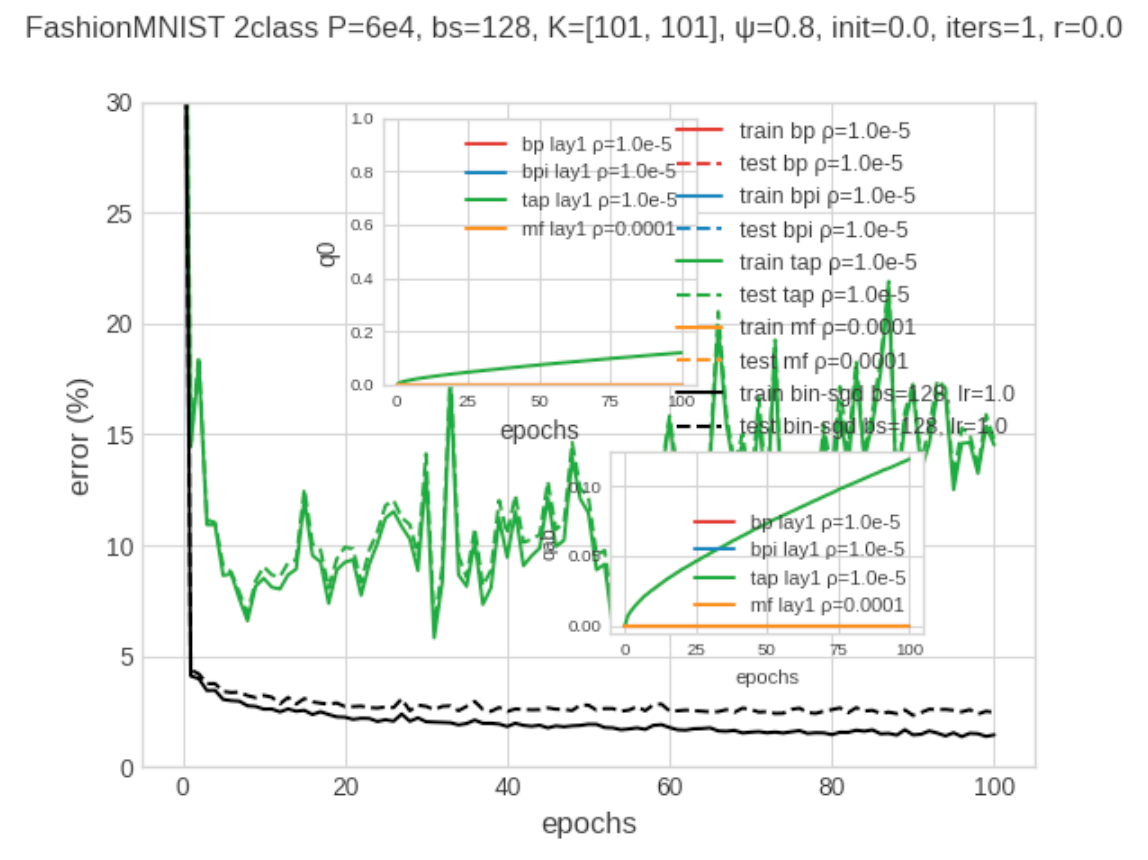 FashionMNIST 2class P=6e4, bs=128, K=[101, 101], ψ=0.8, init=0.0, iters=1, r=0.0
error (%)
30
25
20
15
10
5
0
0
20
40
60
80
100
epochs
q0
1.0
0.8
0.6
0.4
0.2
0.0
0
25
50
75
100
epochs
bp lay1 ρ=1.0e-5
bpi lay1 ρ=1.0e-5
tap lay1 ρ=1.0e-5
mf lay1 ρ=0.0001
train bp ρ=1.0e-5
test bp ρ=1.0e-5
train bpi ρ=1.0e-5
test bpi ρ=1.0e-5
train tap ρ=1.0e-5
test tap ρ=1.0e-5
train mf ρ=0.0001
test mf ρ=0.0001
train bin-sgd bs=128, lr=1.0
test bin-sgd bs=128, lr=1.0
qab
0.10
0.05
0.00
0
25
50
75
100
epochs
bp lay1 ρ=1.0e-5
bpi lay1 ρ=1.0e-5
tap lay1 ρ=1.0e-5
mf lay1 ρ=0.0001